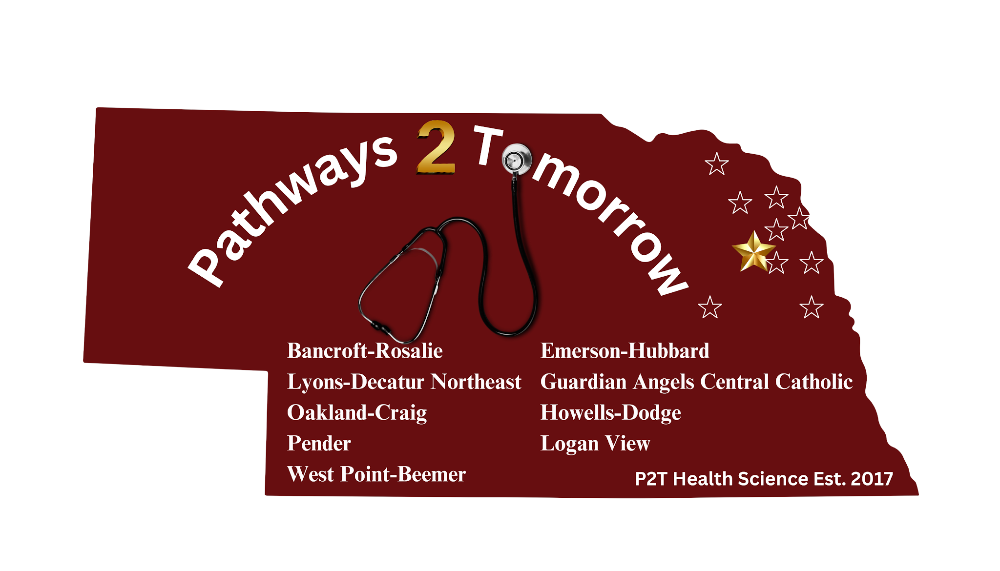 Pathways 2 Tomorrow
Bancroft-Rosalie
Lyons-Decatur Northeast
Oakland-Craig
Pender
West Point-Beemer
Emerson-Hubbard
Guardian Angels Central Catholic
Howells-Dodge
Logan View
P2T Health Science Est. 2017